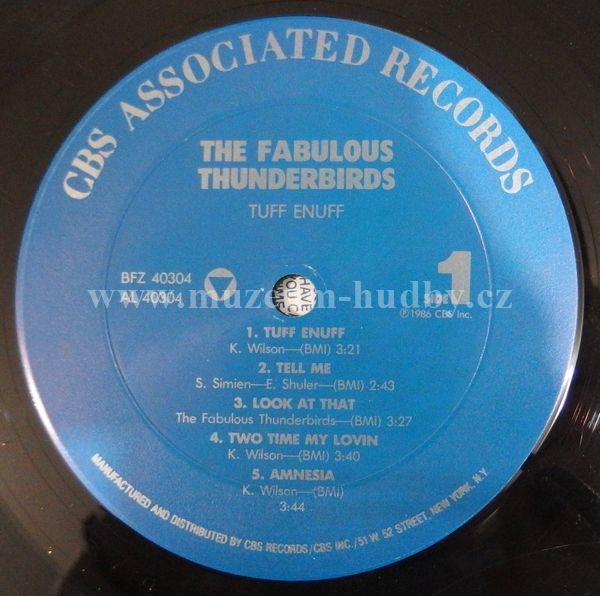 CBS ASSOCIATED RECORDS
THE FABULOUS
THUNDERBIRDS
TUFF ENUFF
BFZ 40304
AL 40304
1
SIDE
℗1986 CBS Inc.
HAVE
YOU
www.muzeum-hudby.cz
1. TUFF ENUFF
K. Wilson—(BMI) 3:21
2. TELL ME
S. Simien—E. Shuler—(BMI) 2:43
3. LOOK AT THAT
The Fabulous Thunderbirds—(BMI) 3:27
4. TWO TIME MY LOVIN
K. Wilson—(BMI) 3:40
5. AMNESIA
K. Wilson—(BMI)
3:44
MANUFACTURED AND DISTRIBUTED BY CBS RECORDS/CBS INC./51 W. 52 STREET, NEW YORK, N.Y.